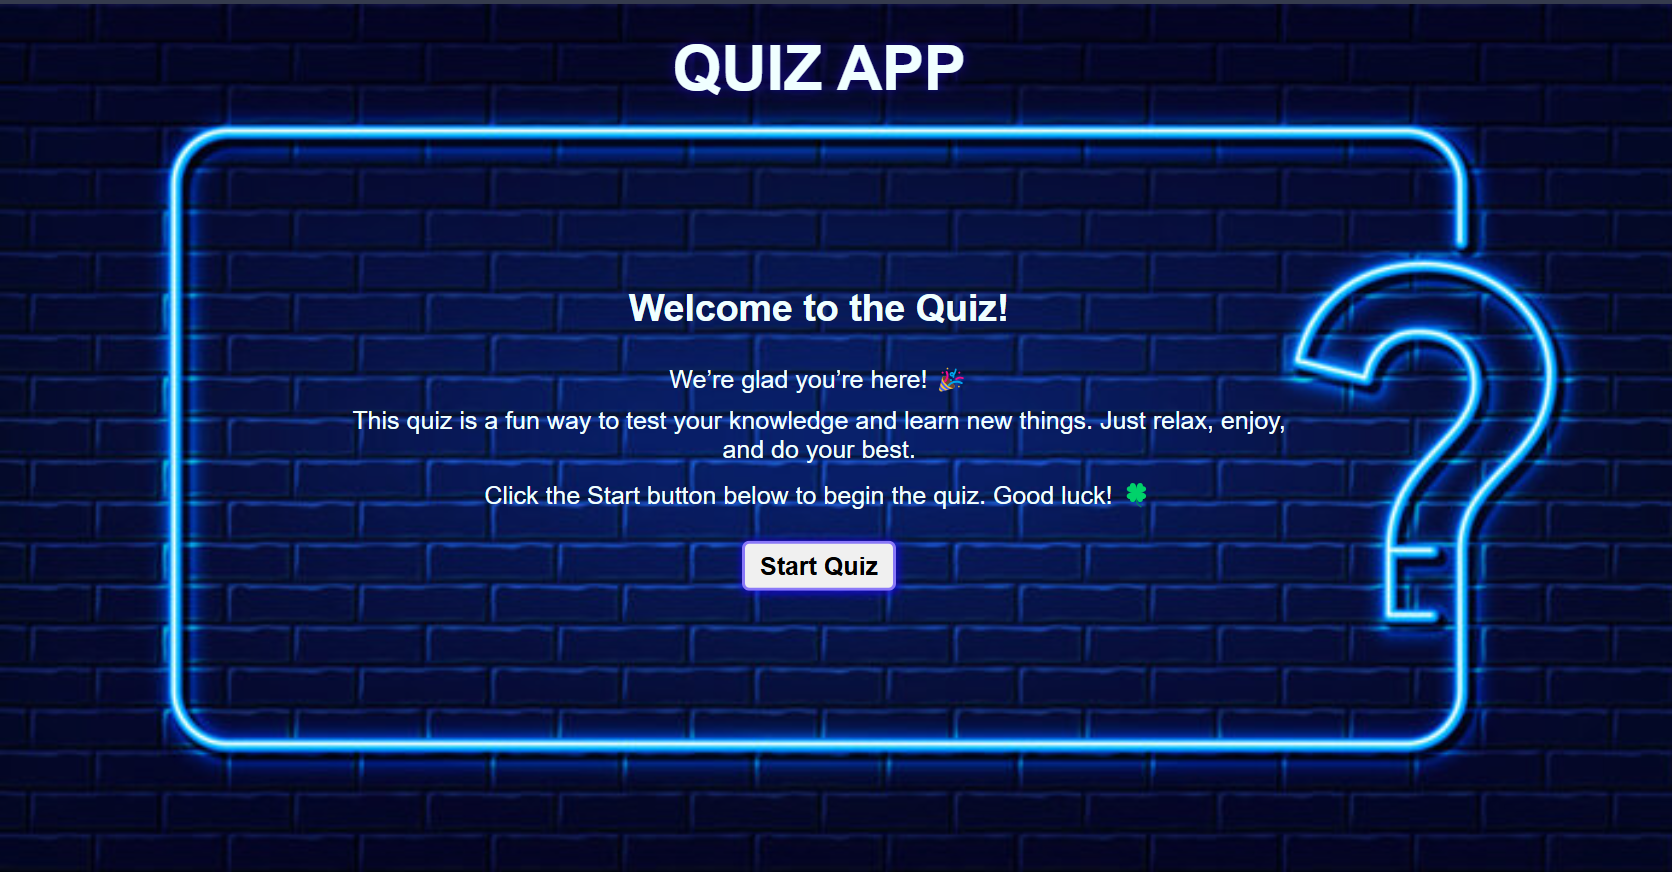 QUIZ APP
Welcome to the Quiz!
We’re glad you’re here! 🎉
This quiz is a fun way to test your knowledge and learn new things. Just relax, enjoy,
and do your best.
Click the Start button below to begin the quiz. Good luck! 🍀
Start Quiz